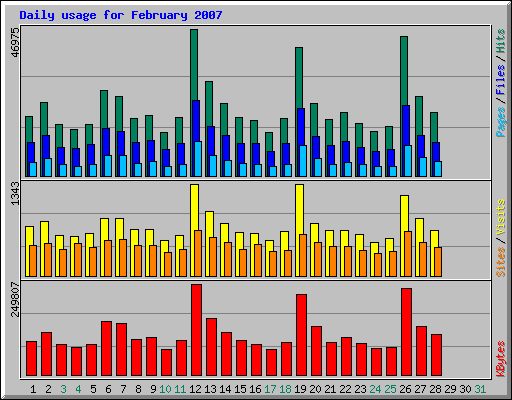 Daily usage for February 2007
46975
Pages / Files / Hits
1343
Sites / Visits
249807
KBytes
1 2 3 4 5 6 7 8 9 10 11 12 13 14 15 16 17 18 19 20 21 22 23 24 25 26 27 28 29 30 31